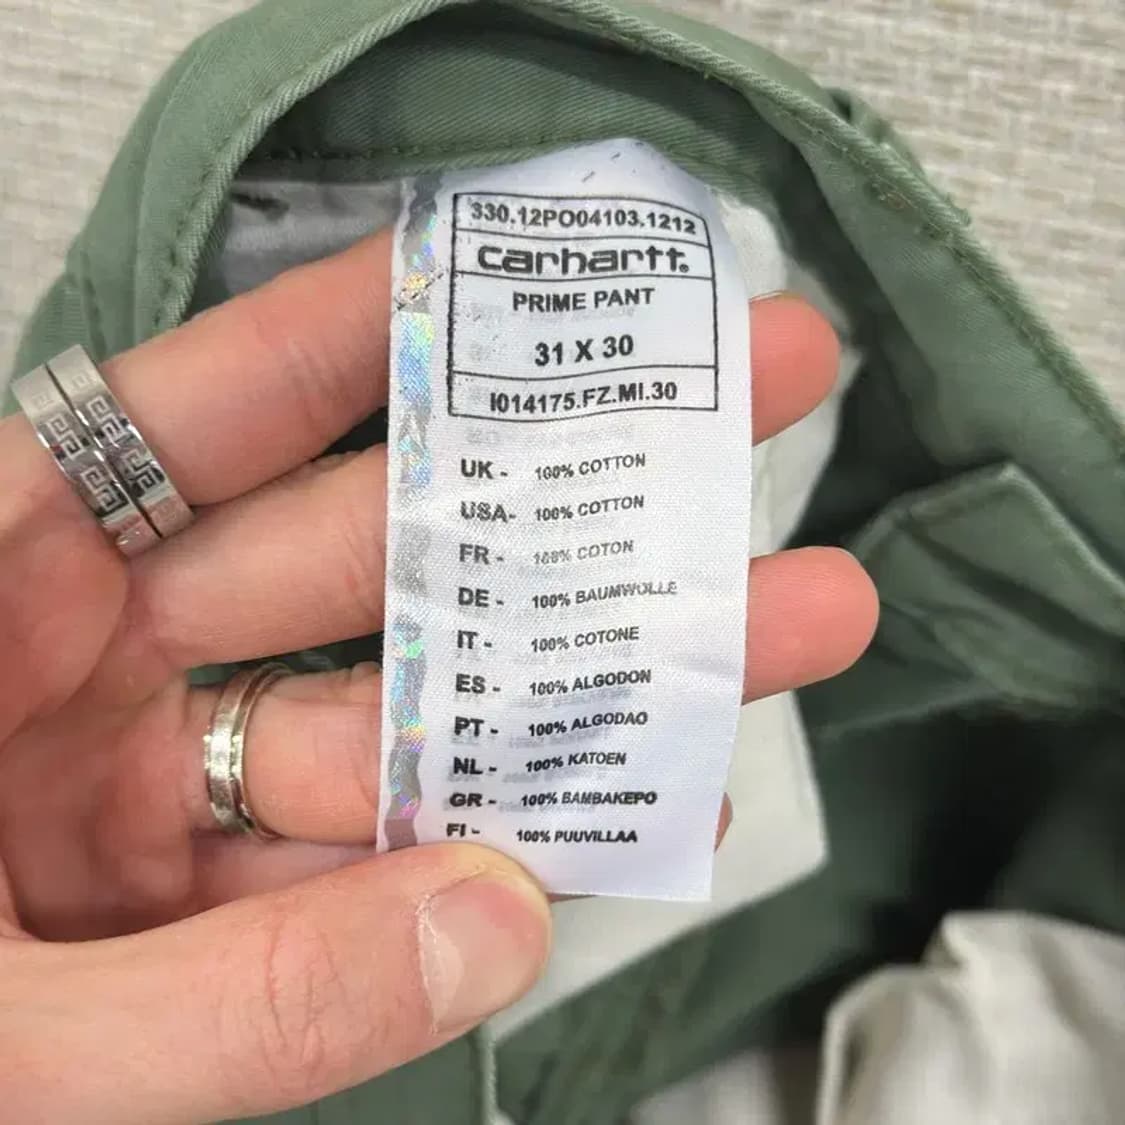 330.12PO04103.1212
carhartt.
PRIME PANT
31 X 30
I014175.FZ.MI.30
UK - 100% COTTON
USA- 100% COTTON
FR - 100% COTON
DE - 100% BAUMWOLLE
IT - 100% COTONE
ES - 100% ALGODON
PT - 100% ALGODAO
NL - 100% KATOEN
GR - 100% BAMBAKEPO
FI - 100% PUUVILLAA